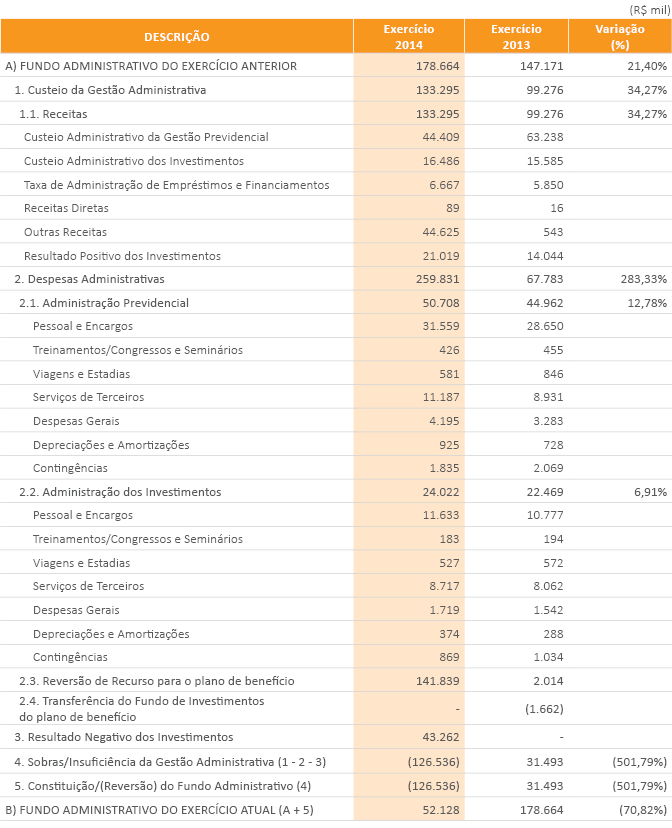 (R$ mil)
DESCRIÇÃO Exercício 2014 Exercício 2013 Variação (%)
A) FUNDO ADMINISTRATIVO DO EXERCÍCIO ANTERIOR 178.664 147.171 21,40%
1. Custeio da Gestão Administrativa 133.295 99.276 34,27%
1.1. Receitas 133.295 99.276 34,27%
Custeio Administrativo da Gestão Previdencial 44.409 63.238
Custeio Administrativo dos Investimentos 16.486 15.585
Taxa de Administração de Empréstimos e Financiamentos 6.667 5.850
Receitas Diretas 89 16
Outras Receitas 44.625 543
Resultado Positivo dos Investimentos 21.019 14.044
2. Despesas Administrativas 259.831 67.783 283,33%
2.1. Administração Previdencial 50.708 44.962 12,78%
Pessoal e Encargos 31.559 28.650
Treinamentos/Congressos e Seminários 426 455
Viagens e Estadias 581 846
Serviços de Terceiros 11.187 8.931
Despesas Gerais 4.195 3.283
Depreciações e Amortizações 925 728
Contingências 1.835 2.069
2.2. Administração dos Investimentos 24.022 22.469 6,91%
Pessoal e Encargos 11.633 10.777
Treinamentos/Congressos e Seminários 183 194
Viagens e Estadias 527 572
Serviços de Terceiros 8.717 8.062
Despesas Gerais 1.719 1.542
Depreciações e Amortizações 374 288
Contingências 869 1.034
2.3. Reversão de Recurso para o plano de benefício 141.839 2.014
2.4. Transferência do Fundo de Investimentos
do plano de benefício - (1.662)
3. Resultado Negativo dos Investimentos 43.262 -
4. Sobras/Insuficiência da Gestão Administrativa (1 - 2 - 3) (126.536) 31.493 (501,79%)
5. Constituição/(Reversão) do Fundo Administrativo (4) (126.536) 31.493 (501,79%)
B) FUNDO ADMINISTRATIVO DO EXERCÍCIO ATUAL (A + 5) 52.128 178.664 (70,82%)